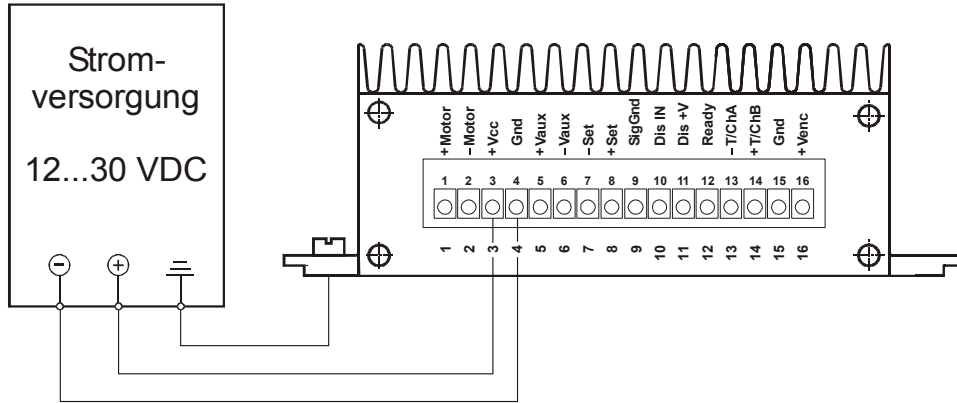 Strom-
versorgung
12...30 VDC
− + 
+Motor
−Motor
+Vcc
Gnd
+Vaux
−Vaux
−Set
+Set
SigGnd
Dis IN
Dis +V
Ready
−T/ChA
+T/ChB
Gnd
+Venc
1 2 3 4 5 6 7 8 9 10 11 12 13 14 15 16
1 2 3 4 5 6 7 8 9 10 11 12 13 14 15 16